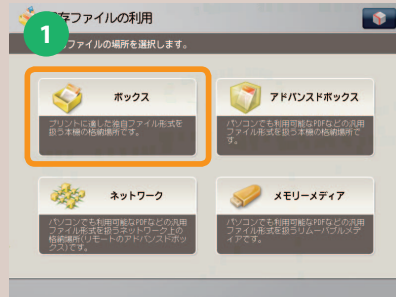 1
存ファイルの利用
ファイルの場所を選択します。
ボックス
プリントに適した独自ファイル形式を
扱う本機の格納場所です。
アドバンスドボックス
パソコンでも利用可能なPDFなどの汎用
ファイル形式を扱う本機の格納場所で
す。
ネットワーク
パソコンでも利用可能なPDFなどの汎用
ファイル形式を扱うネットワーク上の
格納場所(リモートのアドバンスドボッ
クス)です。
メモリーメディア
パソコンでも利用可能なPDFなどの汎用
ファイル形式を扱うリムーバブルメデ
ィアです。